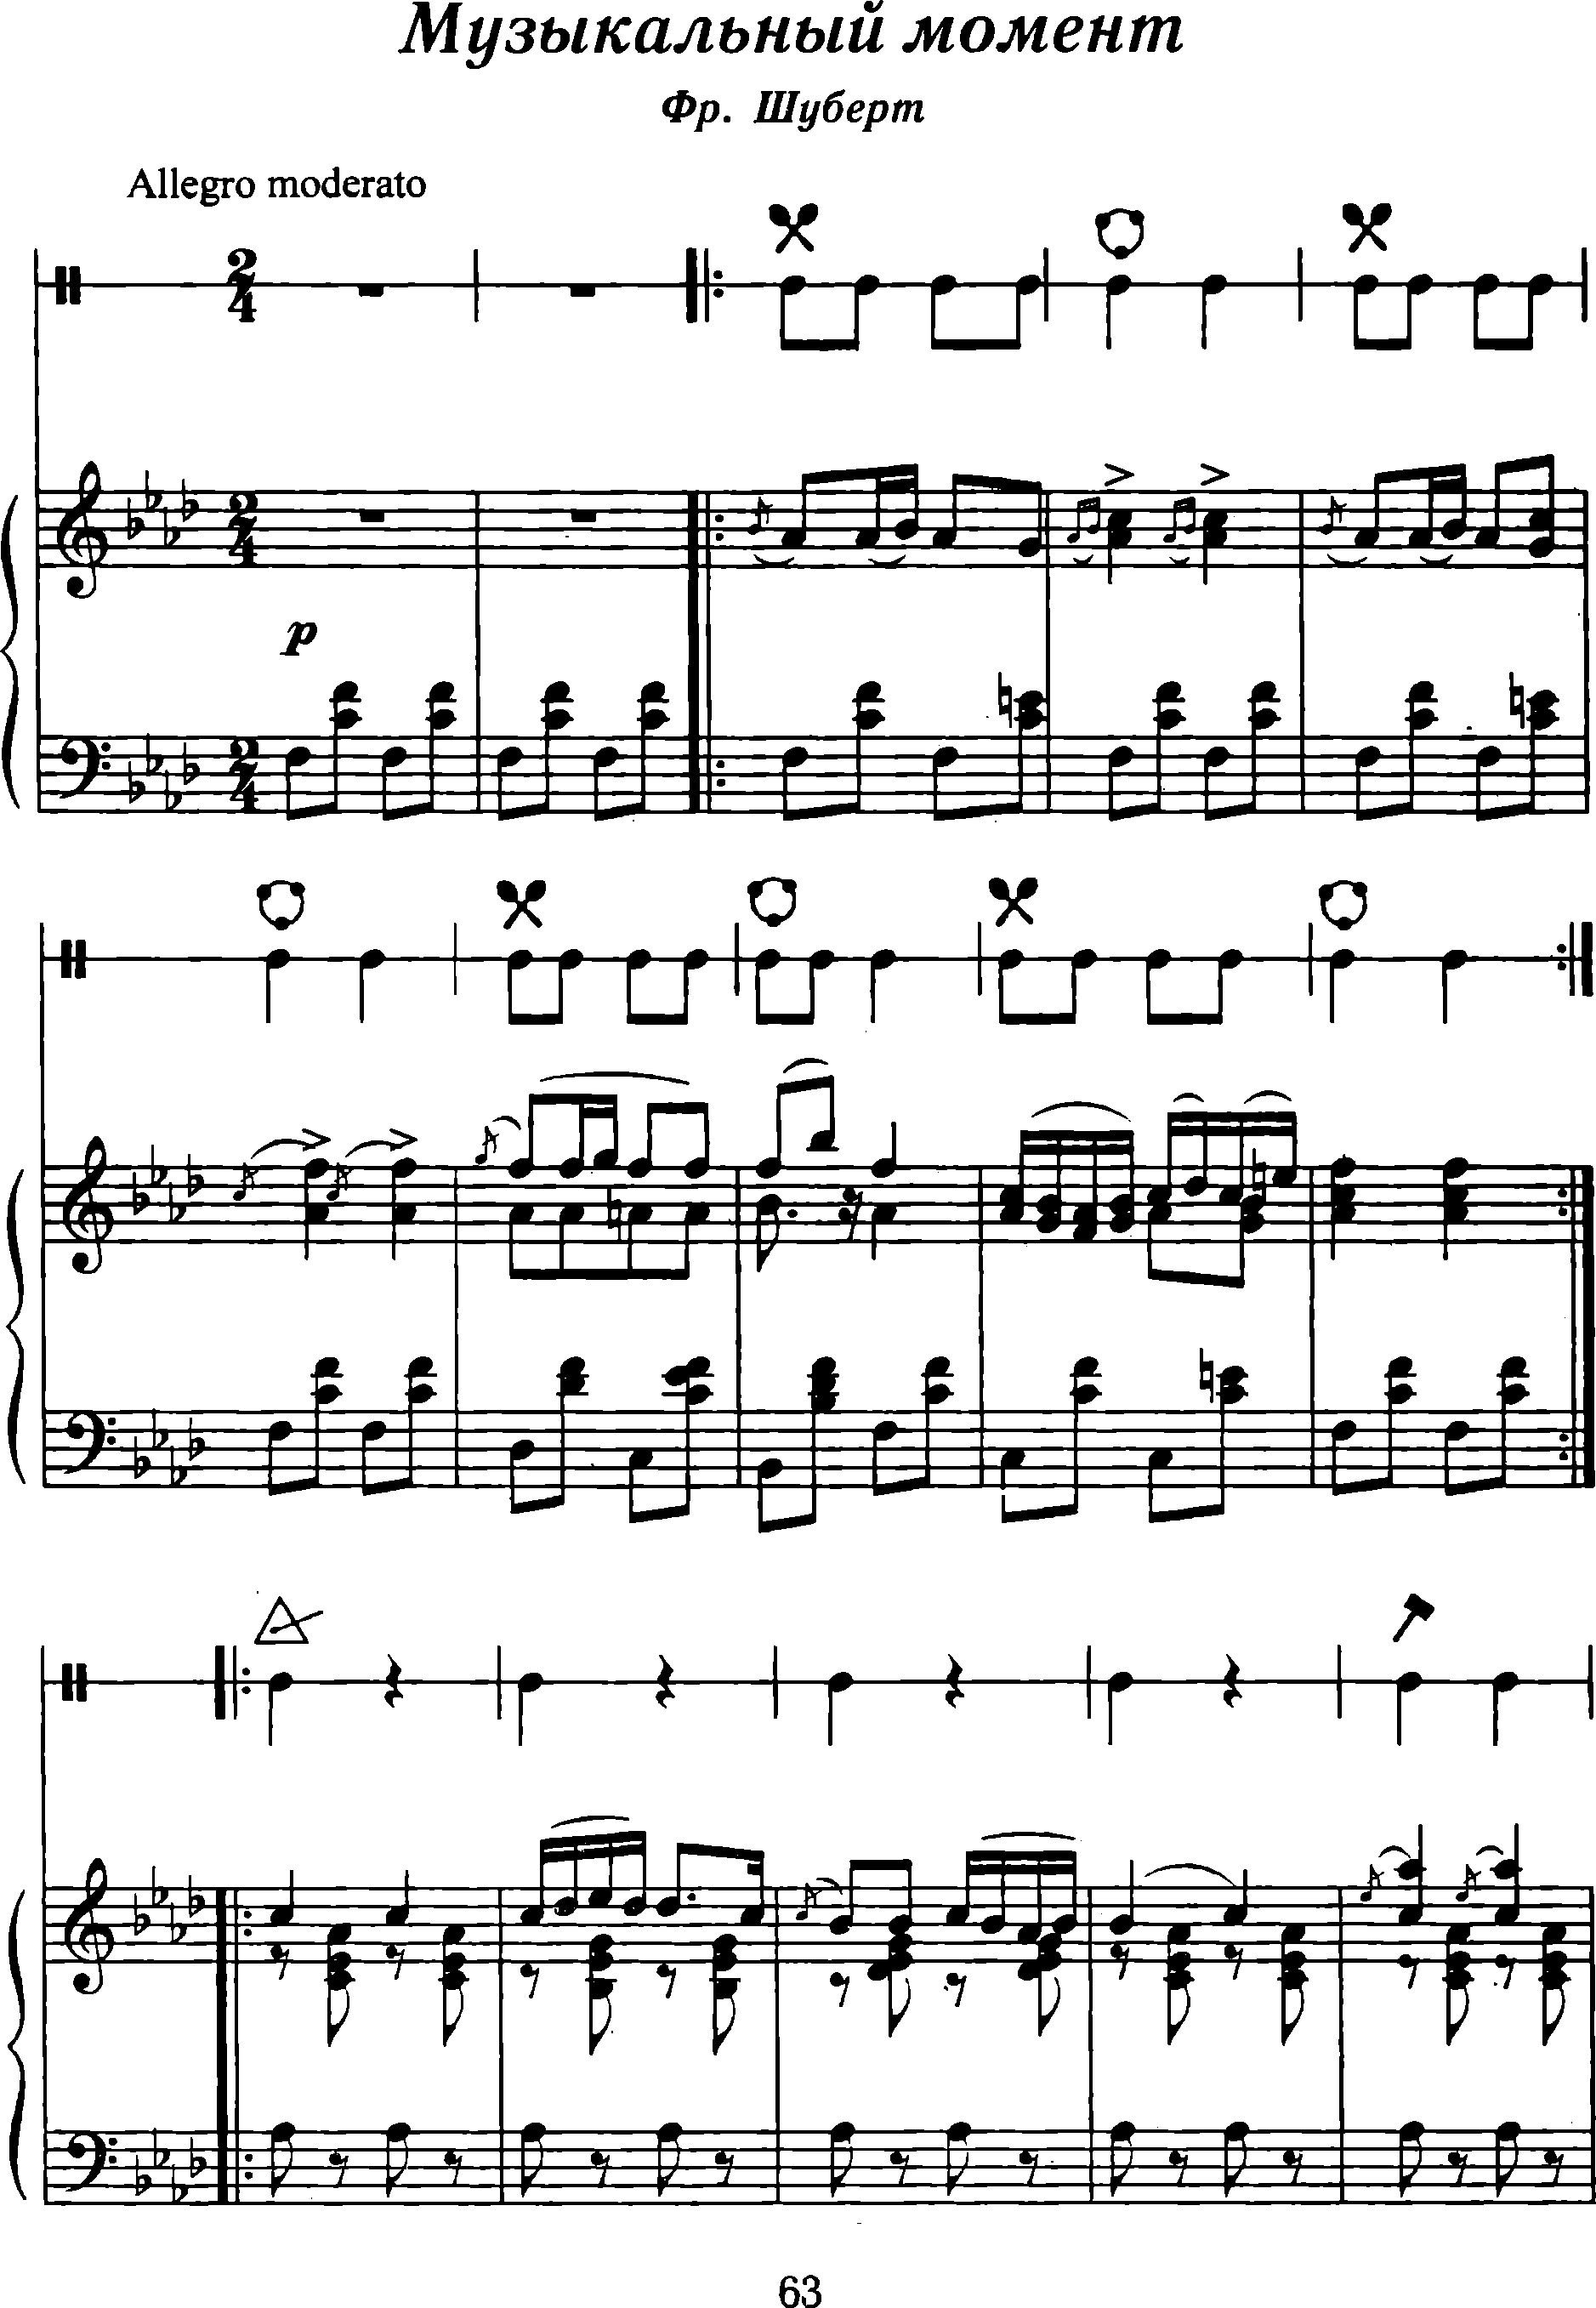 Музыкальный момент
Фр. Шуберт
Allegro moderato
p
63